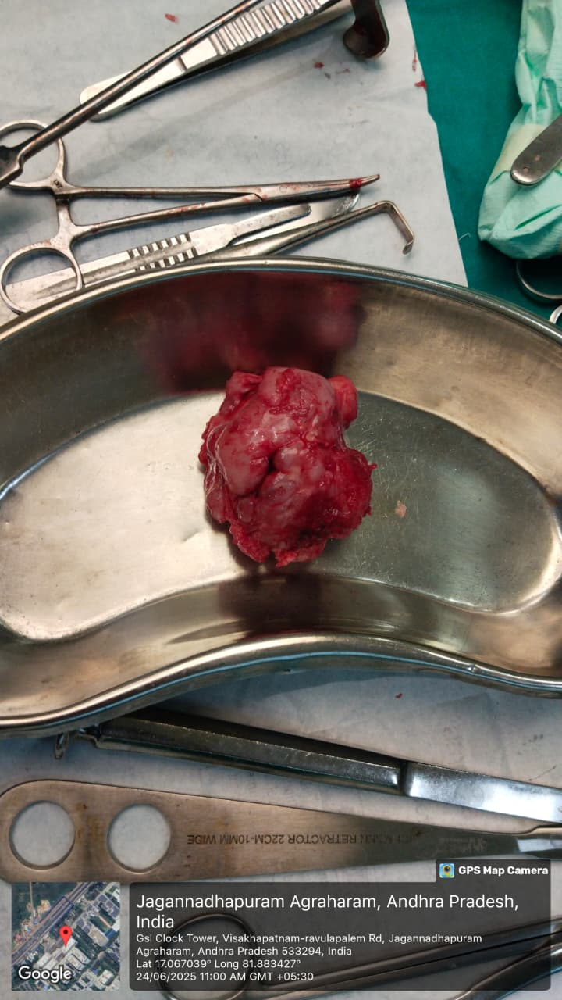 RETRACTOR 22CM-10MM WIDE
GPS Map Camera
Jagannadhapuram Agraharam, Andhra Pradesh,
India
Gsl Clock Tower, Visakhapatnam-ravulapalem Rd, Jagannadhapuram
Agraharam, Andhra Pradesh 533294, India
Lat 17.067039° Long 81.883427°
24/06/2025 11:00 AM GMT +05:30
Google